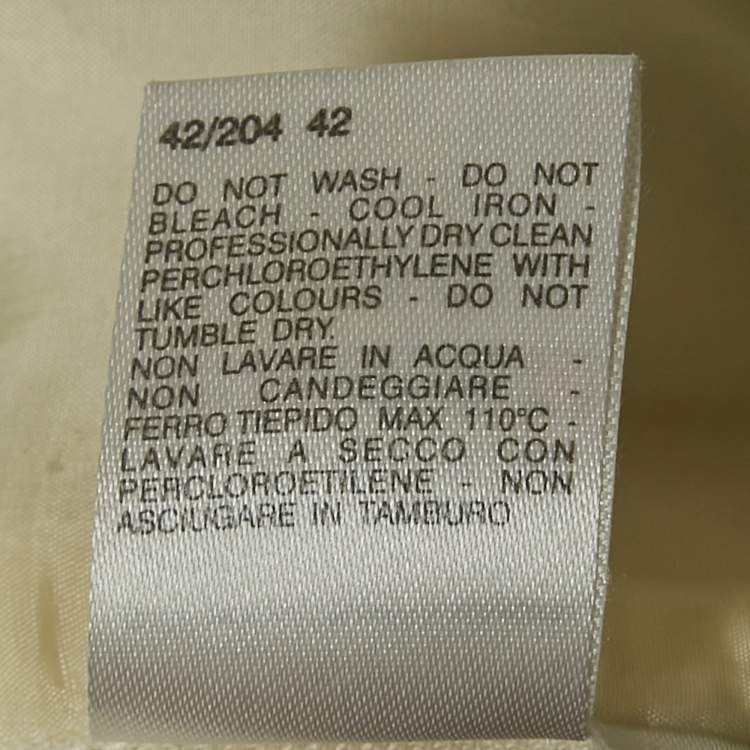 42/204 42
DO NOT WASH - DO NOT
BLEACH - COOL IRON -
PROFESSIONALLY DRY CLEAN
PERCHLOROETHYLENE WITH
LIKE COLOURS - DO NOT
TUMBLE DRY.
NON LAVARE IN ACQUA -
NON CANDEGGIARE -
FERRO TIEPIDO MAX 110°C -
LAVARE A SECCO CON
PERCLOROETILENE - NON
ASCIUGARE IN TAMBURO